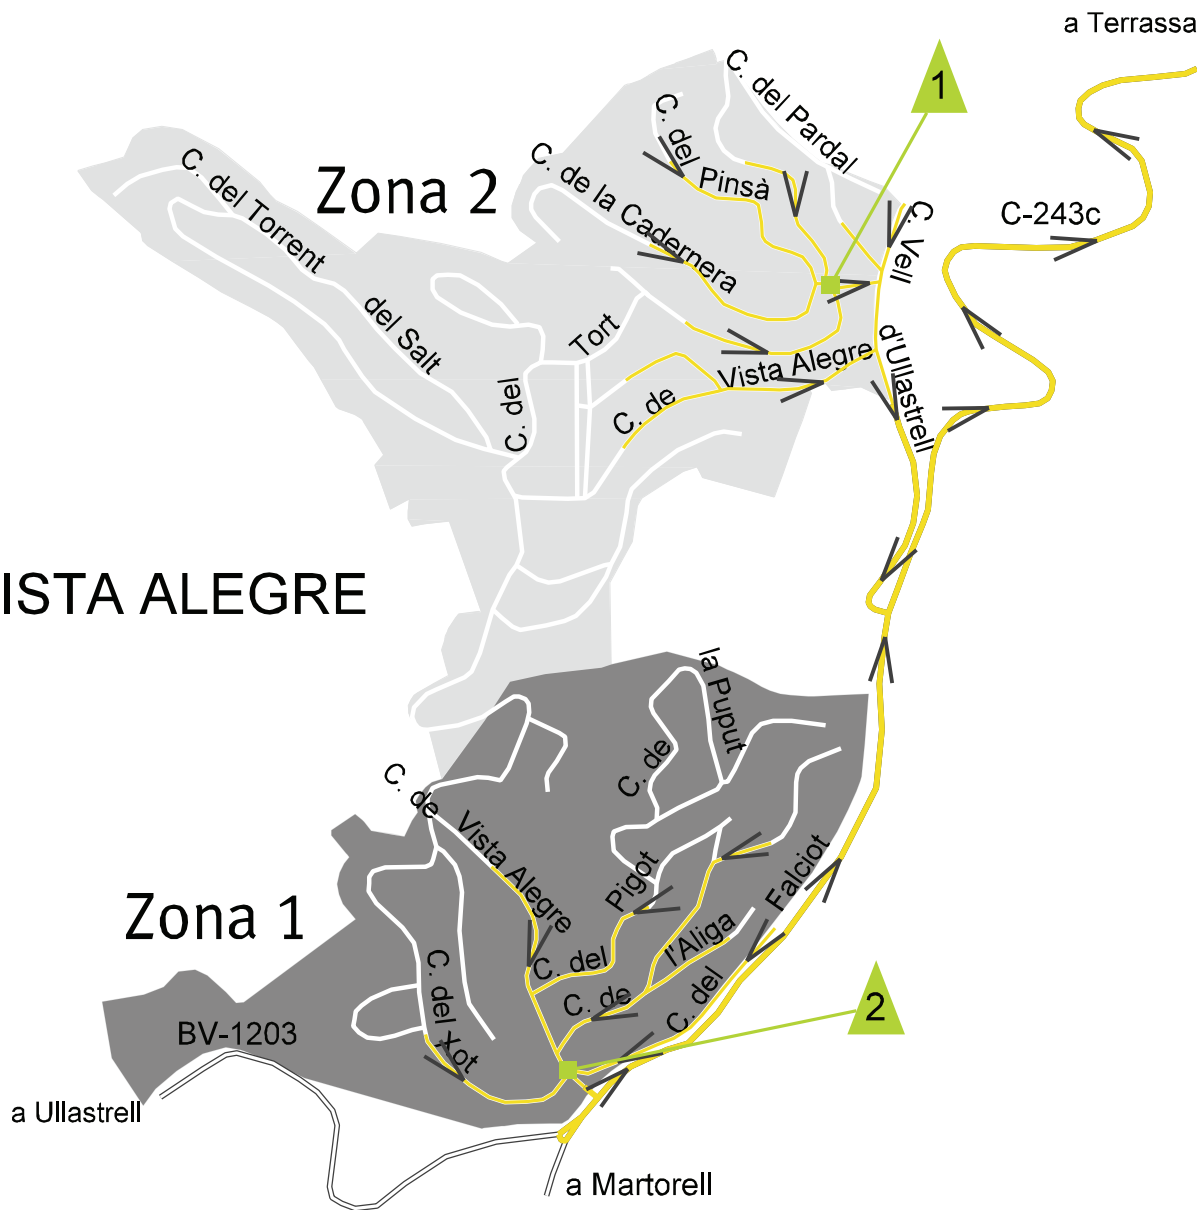 a Terrassa
1
C. del Pardal
C. del Pinsà
Zona 2
C. de la Cadernera
C. del Torrent del Salt
C-243c
C. Vell d'Ullastrell
C. del Tort
C. de Vista Alegre
ISTA ALEGRE
C. de la Puput
C. de Vista Alegre
C. del Pigot
C. del Falciot
Zona 1
C. de l'Aliga
C. del Xot
2
BV-1203
a Ullastrell
a Martorell